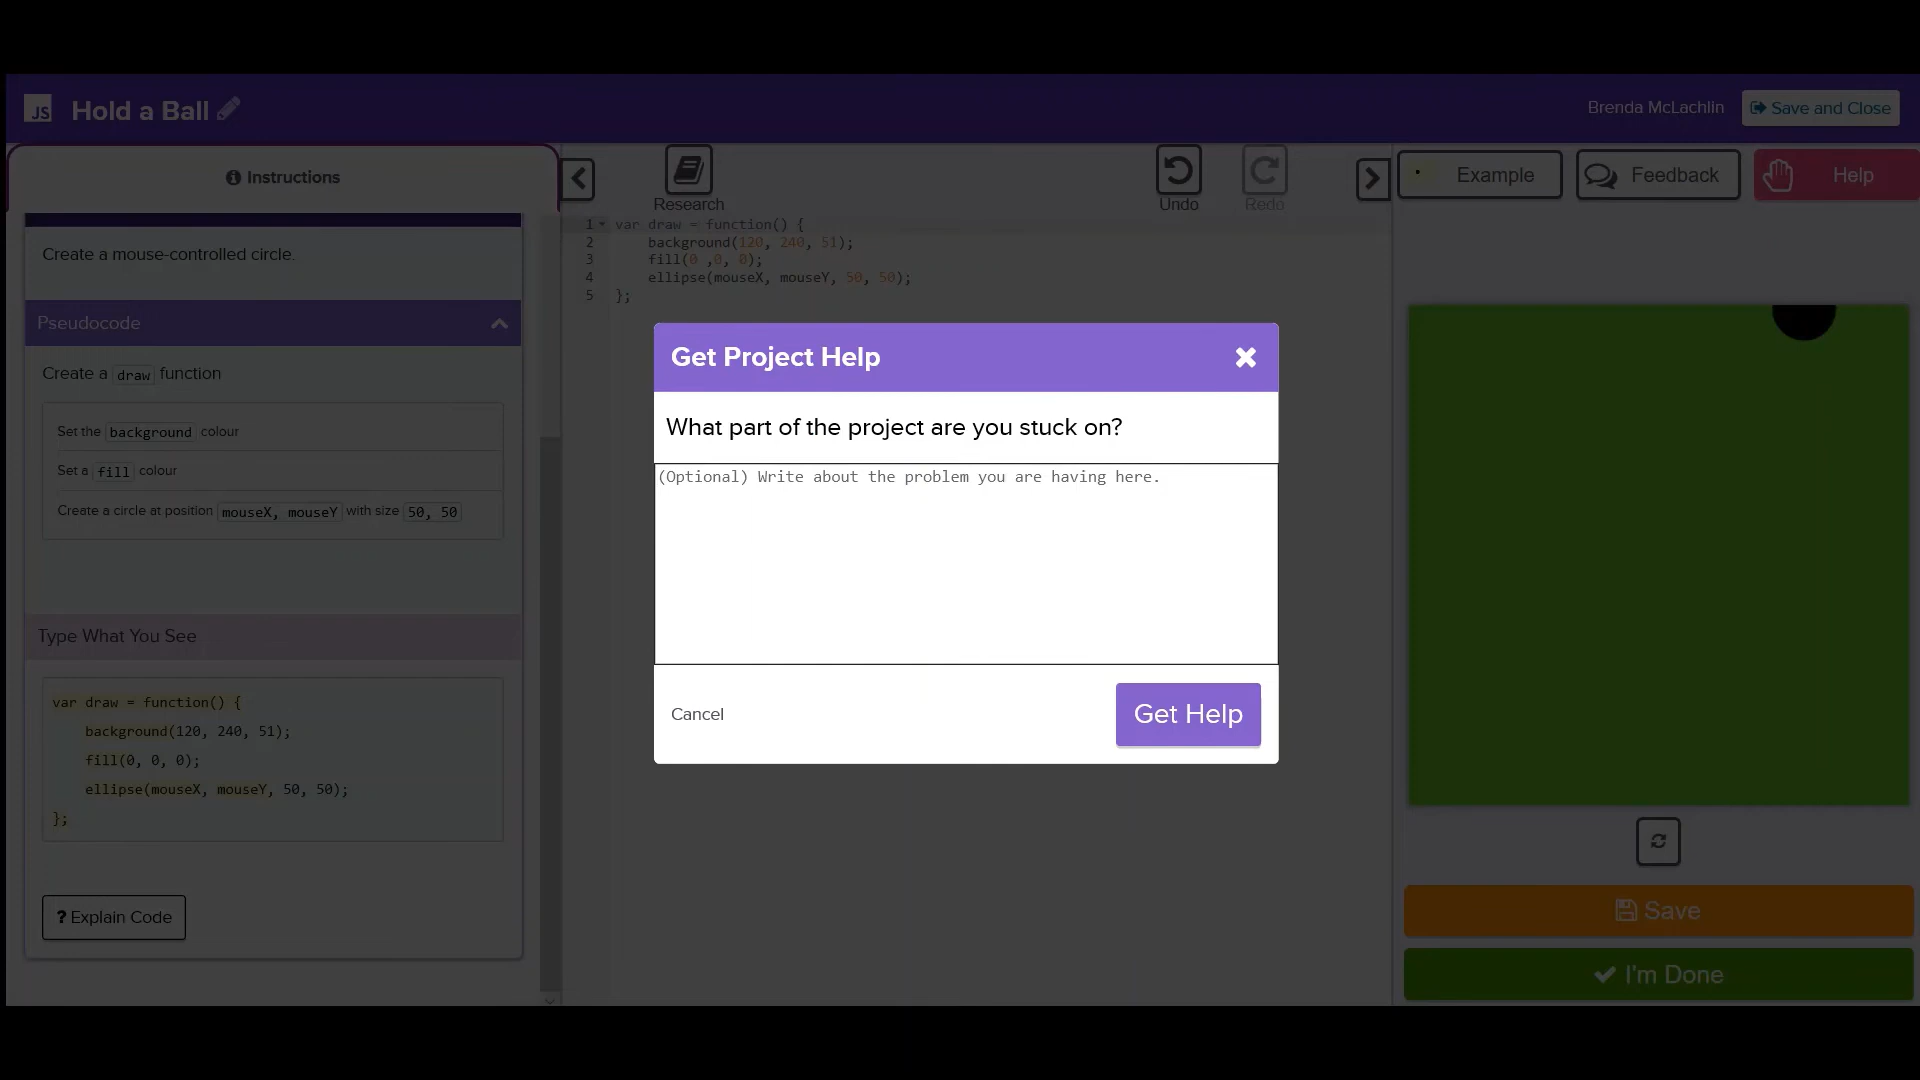 JS Hold a Ball
Brenda McLachlin
Save and Close
Instructions
Create a mouse-controlled circle.
Pseudocode
Create a draw function
Set the background colour
Set a fill colour
Create a circle at position mouseX, mouseY with size 50, 50
Type What You See
var draw = function() {
background(120, 240, 51);
fill(0, 0, 0);
ellipse(mouseX, mouseY, 50, 50);
};
? Explain Code
Research
Undo
Redo
1 var draw = function() {
2 background(120, 240, 51);
3 fill(0 ,0, 0);
4 ellipse(mouseX, mouseY, 50, 50);
5 };
Get Project Help
What part of the project are you stuck on?
(Optional) Write about the problem you are having here.
Cancel
Get Help
Example
Feedback
Help
Save
I'm Done